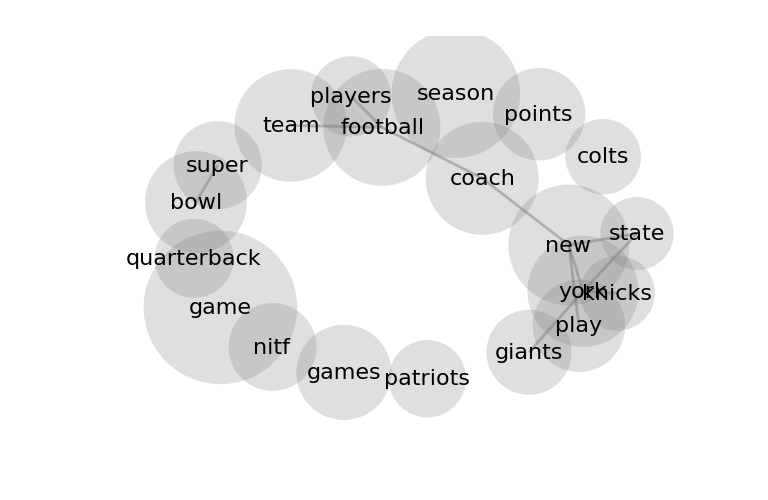 season
players
points
team
football
colts
super
coach
bowl
state
new
quarterback
york
knicks
game
play
nitf
giants
games
patriots